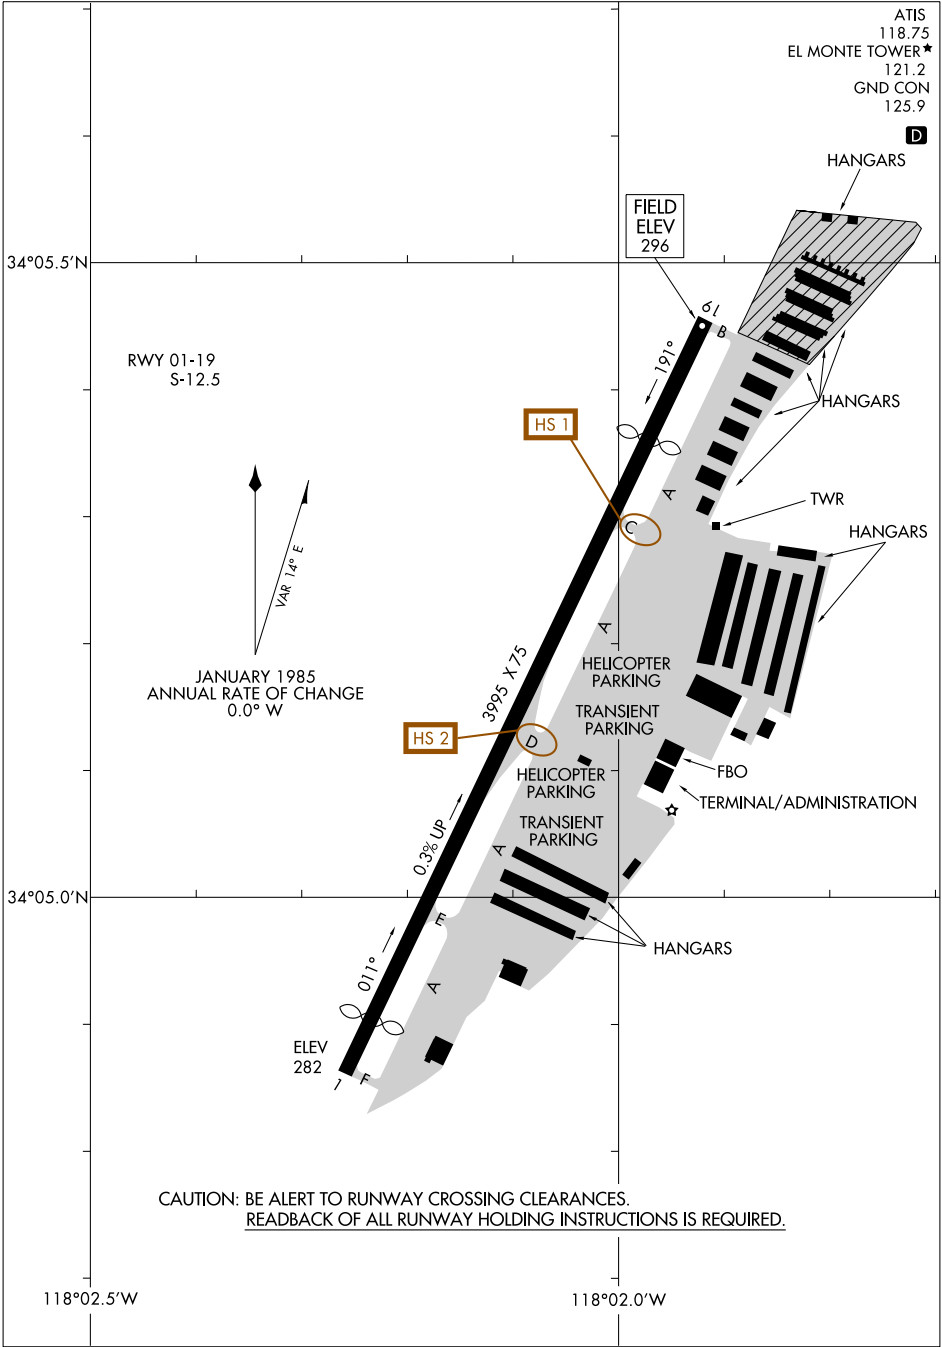 ATIS
118.75
EL MONTE TOWER★
121.2
GND CON
125.9
D
HANGARS
FIELD
ELEV
296
34°05.5'N
19
B
RWY 01-19
S-12.5
191°
HANGARS
HS 1
A
TWR
C
HANGARS
VAR 14° E
A
JANUARY 1985
ANNUAL RATE OF CHANGE
0.0° W
HELICOPTER
PARKING
3995 X 75
TRANSIENT
PARKING
HS 2
D
FBO
HELICOPTER
PARKING
TERMINAL/ADMINISTRATION
0.3% UP
TRANSIENT
PARKING
A
34°05.0'N
E
HANGARS
011°
A
ELEV
282
1
F
CAUTION: BE ALERT TO RUNWAY CROSSING CLEARANCES.
READBACK OF ALL RUNWAY HOLDING INSTRUCTIONS IS REQUIRED.
118°02.5'W
118°02.0'W